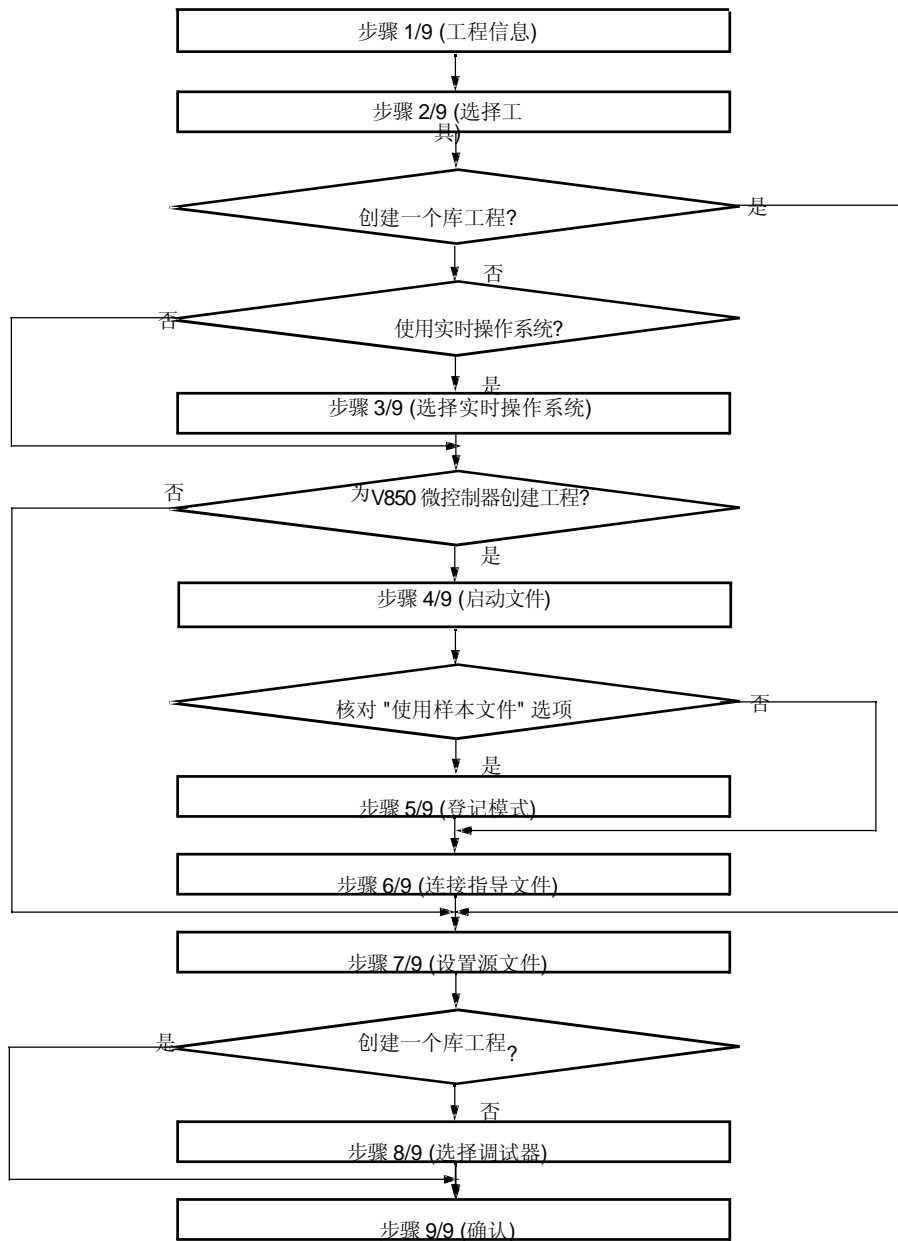 步骤 1/9 (工程信息)
步骤 2/9 (选择工
具)
创建一个库工程?
是
否
否
使用实时操作系统?
是
步骤 3/9 (选择实时操作系统)
否
为V850 微控制器创建工程?
是
步骤 4/9 (启动文件)
核对 "使用样本文件" 选项
否
是
步骤 5/9 (登记模式)
步骤 6/9 (连接指导文件)
步骤 7/9 (设置源文件)
是
创建一个库工程?
否
步骤 8/9 (选择调试器)
步骤 9/9 (确认)